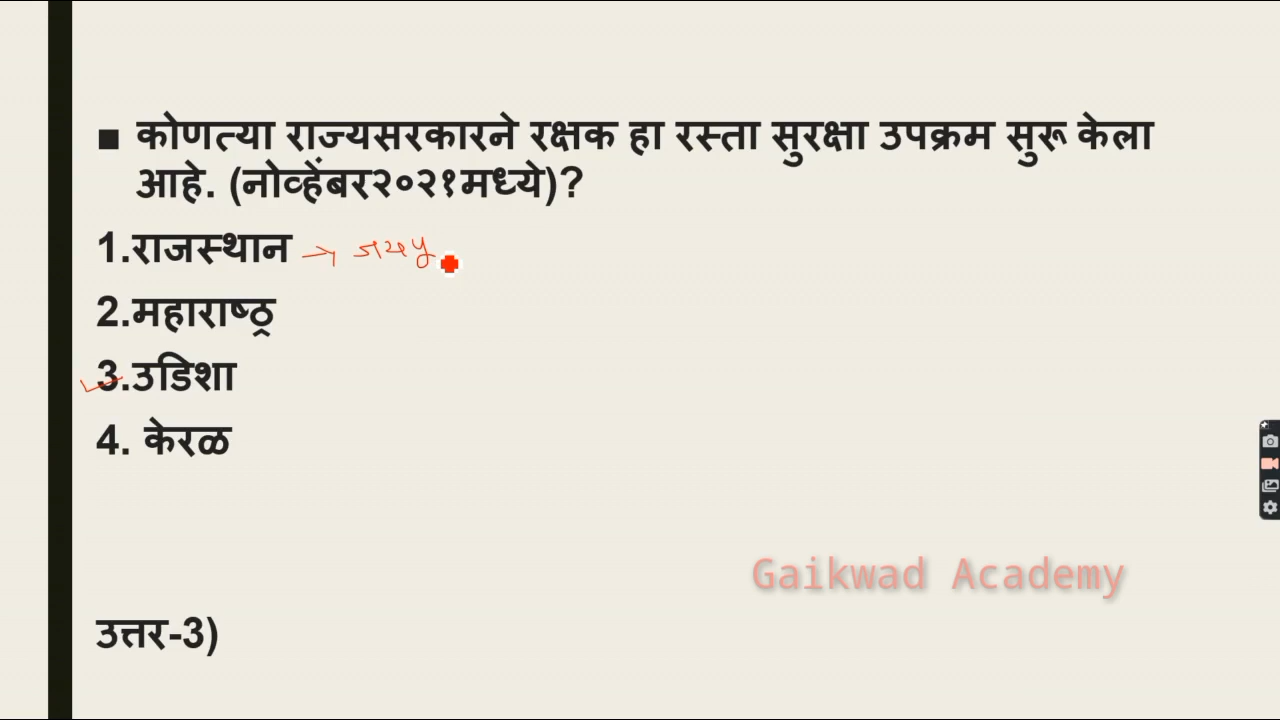 ■ कोणत्या राज्यसरकारने रक्षक हा रस्ता सुरक्षा उपक्रम सुरू केला
आहे. (नोव्हेंबर२०२१मध्ये)?
1.राजस्थान → जयपु
2.महाराष्ठ्र
3.उडिशा
4. केरळ
Gaikwad Academy
उत्तर-3)